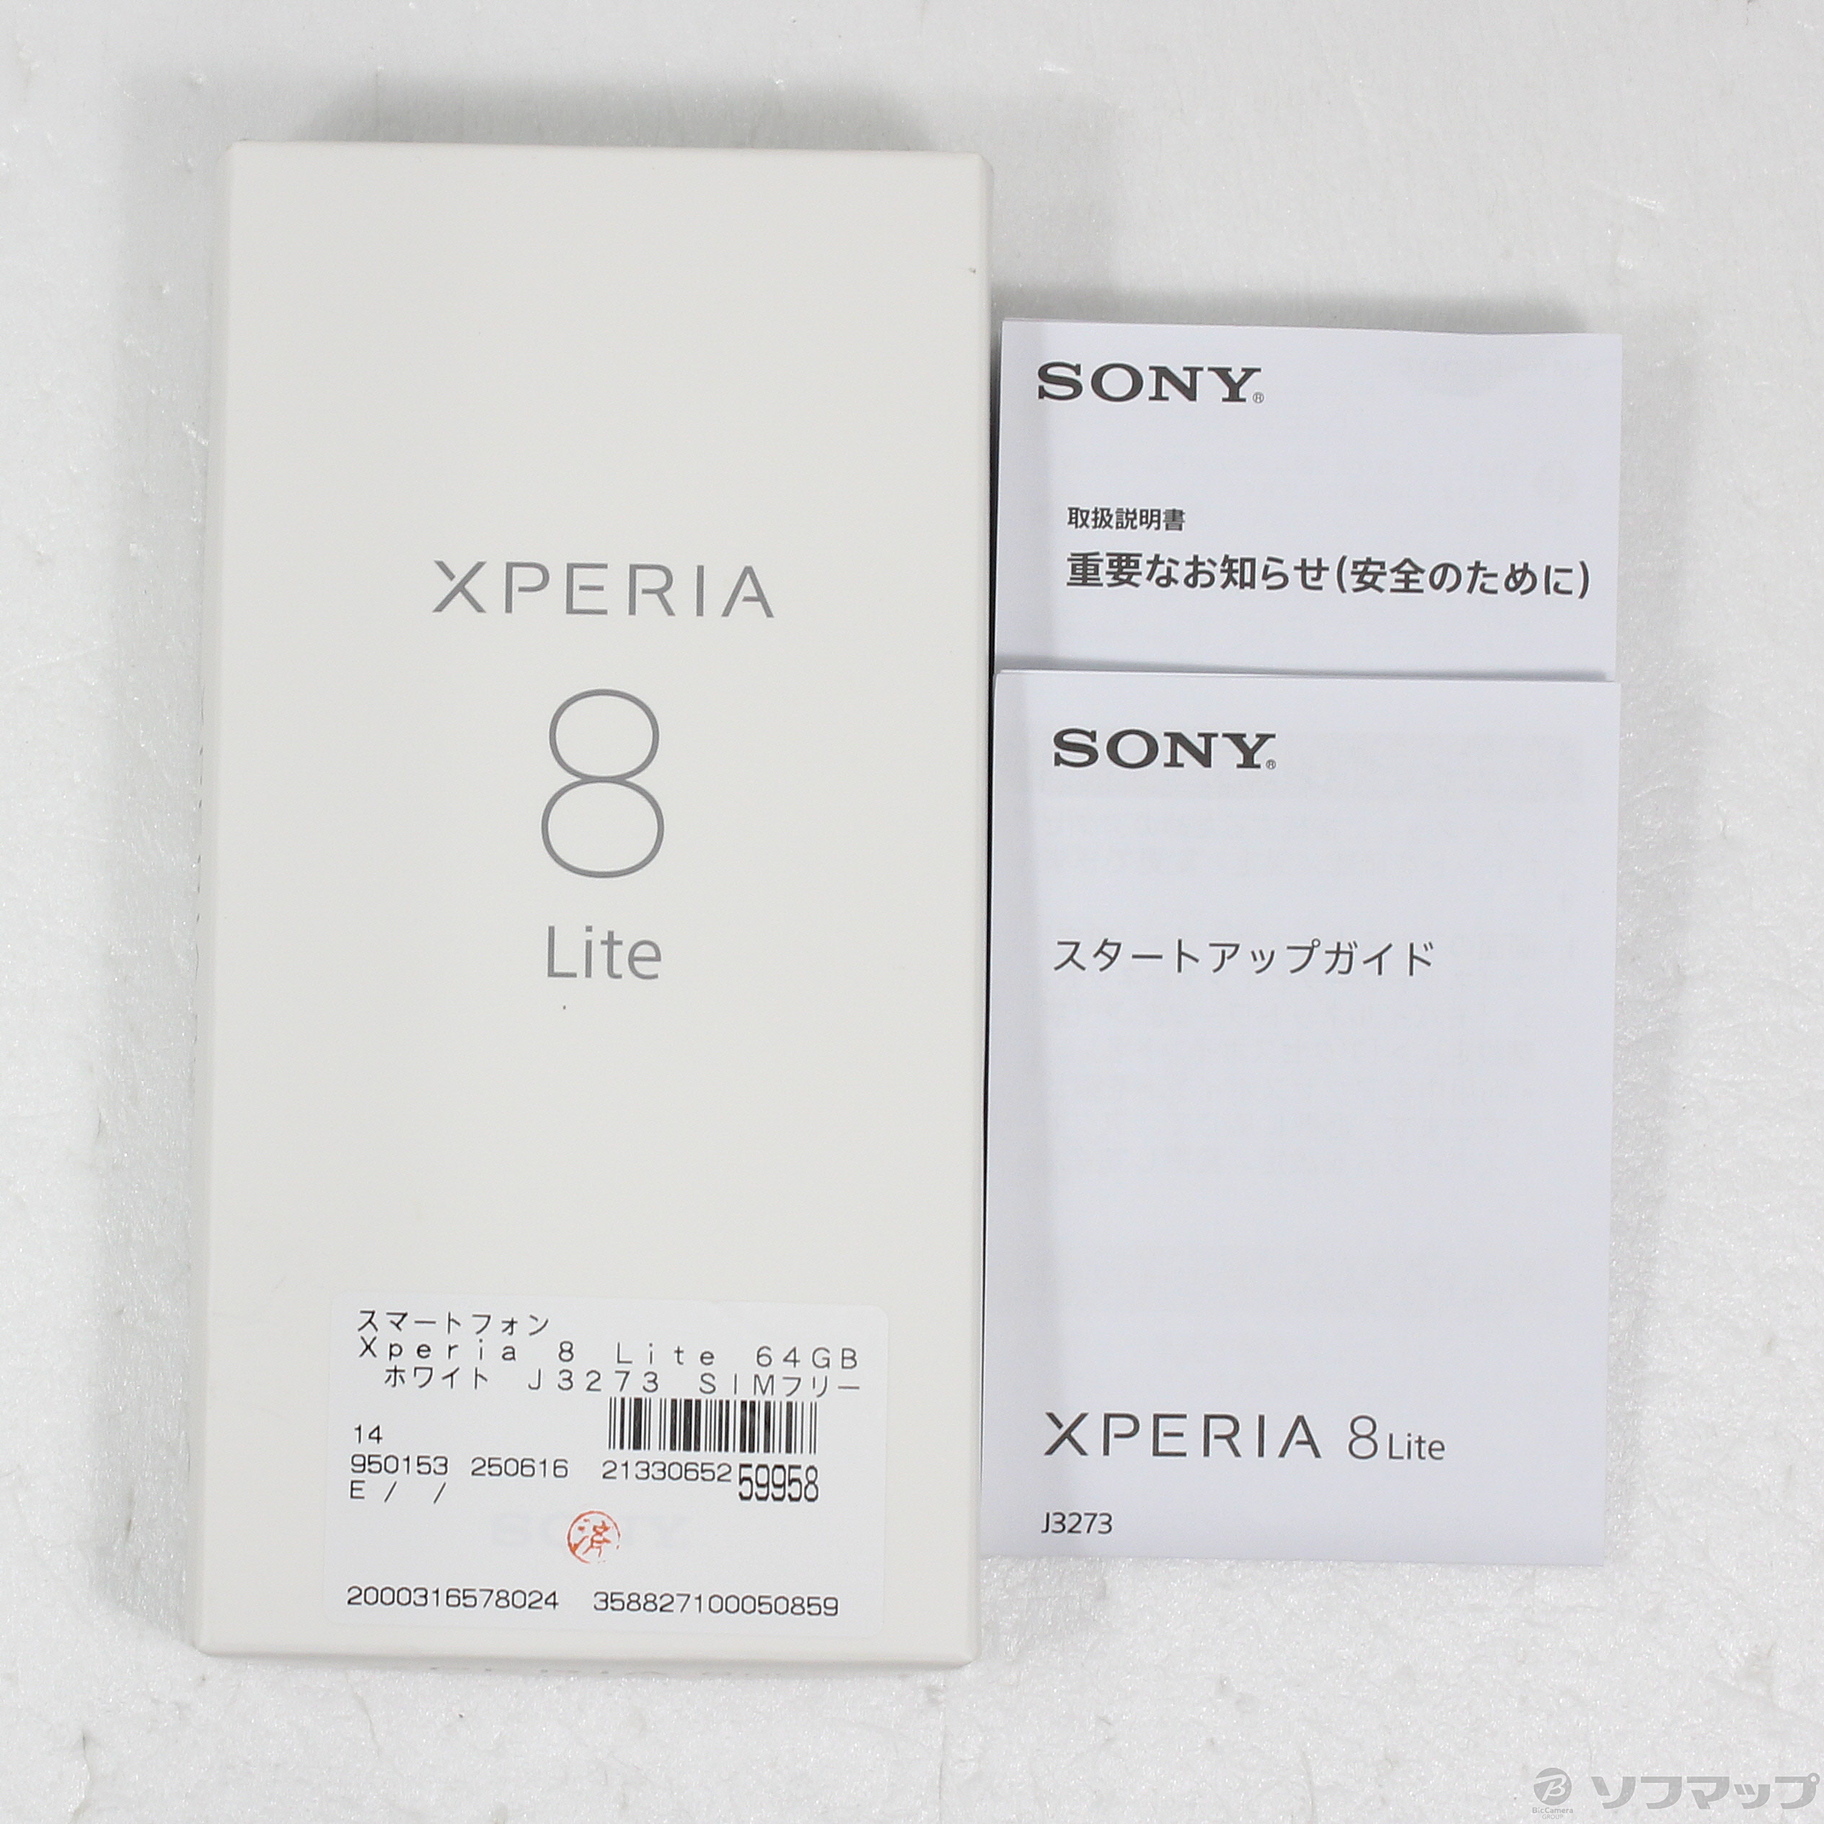 XPERIA
8
Lite
スマートフォン
Xperia 8 Lite 64GB
ホワイト J3273 SIMフリー
14
950153 250616 2133065259958
E / /
済
2000316578024 358827100050859
SONY®
取扱説明書
重要なお知らせ(安全のために)
SONY®
スタートアップガイド
XPERIA 8 Lite
J3273
B
BicCamera
GROUP
ソフマップ